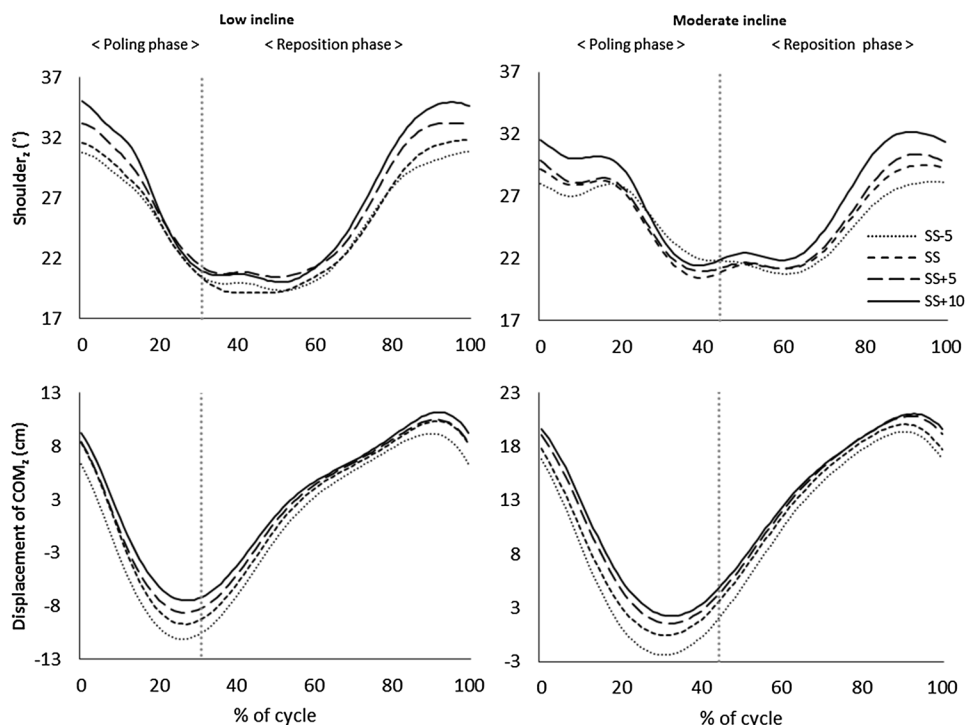 Low incline
Moderate incline
< Poling phase > < Reposition phase >
< Poling phase > < Reposition phase >
Shoulder_z (˚)
37
32
27
22
17
0 20 40 60 80 100
37
32
27
22
17
0 20 40 60 80 100
SS-5
SS
SS+5
SS+10
Displacement of COM_z (cm)
13
8
3
-3
-8
-13
0 20 40 60 80 100
% of cycle
23
18
13
8
3
-3
0 20 40 60 80 100
% of cycle